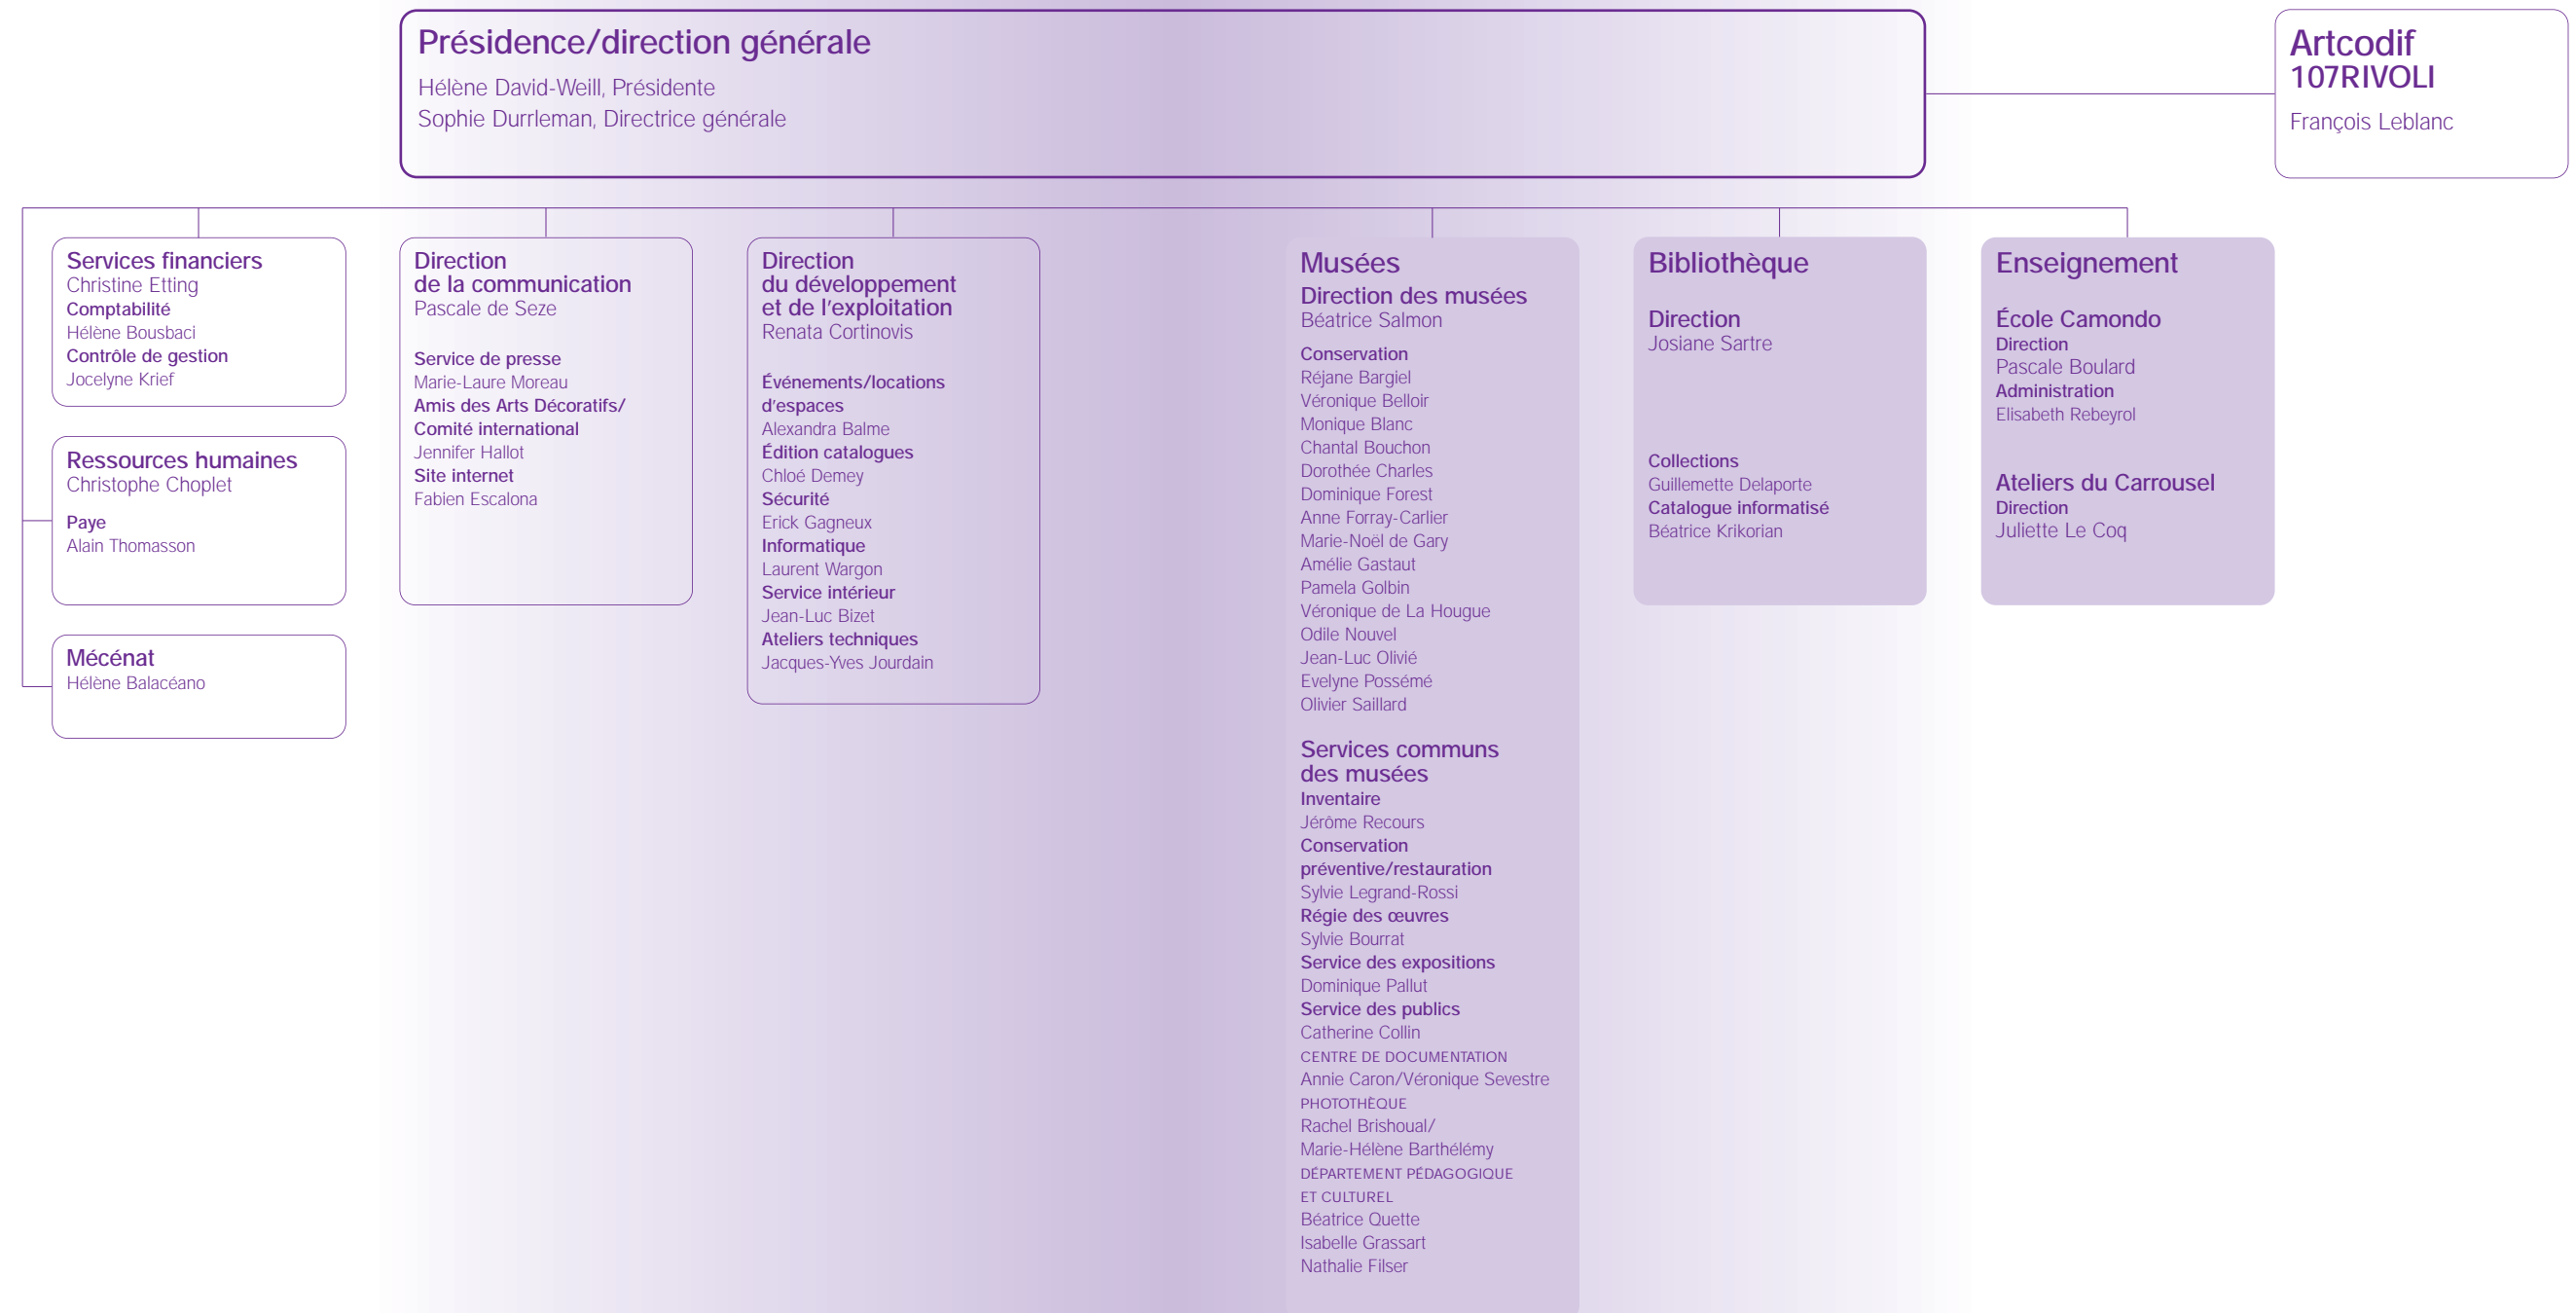 Présidence/direction générale
Hélène David-Weill, Présidente
Sophie Durrleman, Directrice générale
Artcodif
107RIVOLI
François Leblanc
Services financiers
Christine Etting
Comptabilité
Hélène Bousbaci
Contrôle de gestion
Jocelyne Krief
Ressources humaines
Christophe Choplet
Paye
Alain Thomasson
Mécénat
Hélène Balacéano
Direction
de la communication
Pascale de Seze
Service de presse
Marie-Laure Moreau
Amis des Arts Décoratifs/
Comité international
Jennifer Hallot
Site internet
Fabien Escalona
Direction
du développement
et de l'exploitation
Renata Cortinovis
Événements/locations
d'espaces
Alexandra Balme
Édition catalogues
Chloé Demey
Sécurité
Erick Gagneux
Informatique
Laurent Wargon
Service intérieur
Jean-Luc Bizet
Ateliers techniques
Jacques-Yves Jourdain
Musées
Direction des musées
Béatrice Salmon
Conservation
Réjane Bargiel
Véronique Belloir
Monique Blanc
Chantal Bouchon
Dorothée Charles
Dominique Forest
Anne Forray-Carlier
Marie-Noël de Gary
Amélie Gastaut
Pamela Golbin
Véronique de La Hougue
Odile Nouvel
Jean-Luc Olivié
Evelyne Possémé
Olivier Saillard
Services communs
des musées
Inventaire
Jérôme Recours
Conservation
préventive/restauration
Sylvie Legrand-Rossi
Régie des œuvres
Sylvie Bourrat
Service des expositions
Dominique Pallut
Service des publics
Catherine Collin
CENTRE DE DOCUMENTATION
Annie Caron/Véronique Sevestre
PHOTOTHÈQUE
Rachel Brishoual/
Marie-Hélène Barthélémy
DÉPARTEMENT PÉDAGOGIQUE
ET CULTUREL
Béatrice Quette
Isabelle Grassart
Nathalie Filser
Bibliothèque
Direction
Josiane Sartre
Collections
Guillemette Delaporte
Catalogue informatisé
Béatrice Krikorian
Enseignement
École Camondo
Direction
Pascale Boulard
Administration
Elisabeth Rebeyrol
Ateliers du Carrousel
Direction
Juliette Le Coq